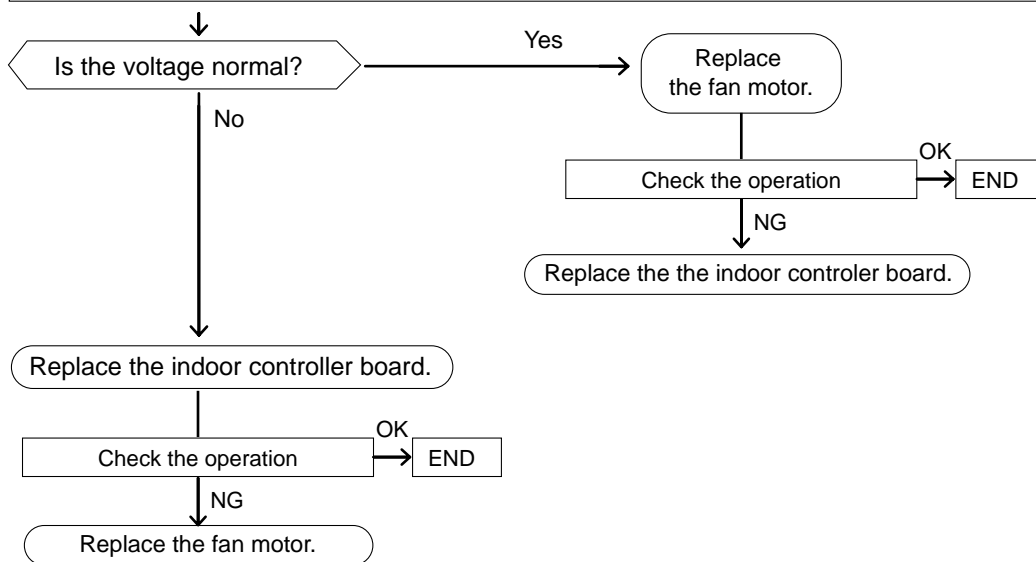 Is the voltage normal?
Yes
Replace
the fan motor.
No
Check the operation
OK
END
NG
Replace the the indoor controler board.
Replace the indoor controller board.
Check the operation
OK
END
NG
Replace the fan motor.